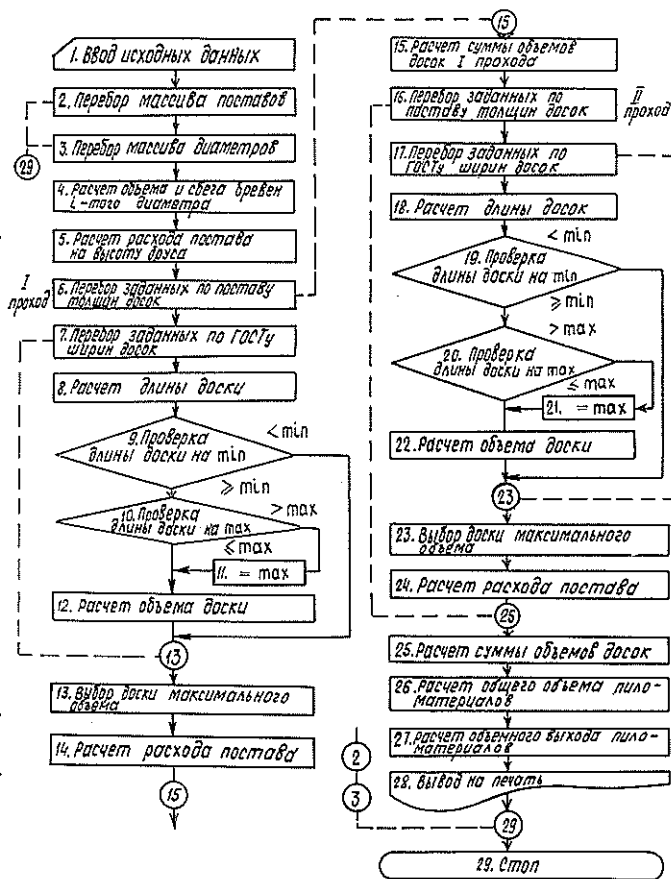 1. Ввод исходных данных
2. Перебор массива поставов
29
3. Перебор массива диаметров
4. Расчет объема и сбега бревен
i-того диаметра
5. Расчет расхода постава
на высоту бруса
I
проход
6. Перебор заданных по поставу
толщин досок
7. Перебор заданных по ГОСТу
ширин досок
8. Расчет длины доски
< min
9. Проверка
длины доски на min
⩾ min
> max
10. Проверка
длины доски на max
⩽ max
11. = max
12. Расчет объема доски
13
13. Выбор доски максимального
объема
14. Расчет расхода постава
15
15
15. Расчет суммы объемов
досок I прохода
16. Перебор заданных по
поставу толщин досок
II
проход
17. Перебор заданных по
ГОСТу ширин досок
18. Расчет длины досок
< min
19. Проверка
длины доски на min
⩾ min
> max
20. Проверка
длины доски на max
⩽ max
21. = max
22. Расчет объема доски
23
23. Выбор доски максимального
объема
24. Расчет расхода постава
25
25. Расчет суммы объемов досок
26. Расчет общего объема пило-
материалов
27. Расчет объемного выхода пило-
материалов
2
28. Вывод на печать
3
29
29. Стоп